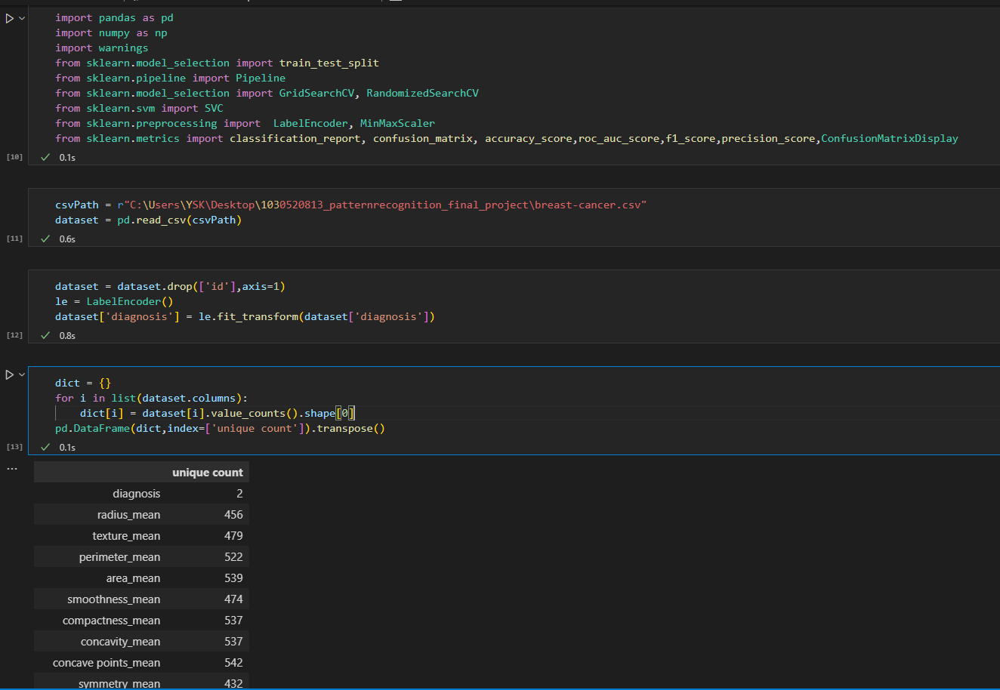 import pandas as pd
import numpy as np
import warnings
from sklearn.model_selection import train_test_split
from sklearn.pipeline import Pipeline
from sklearn.model_selection import GridSearchCV, RandomizedSearchCV
from sklearn.svm import SVC
from sklearn.preprocessing import  LabelEncoder, MinMaxScaler
from sklearn.metrics import classification_report, confusion_matrix, accuracy_score,roc_auc_score,f1_score,precision_score,ConfusionMatrixDisplay
[10] 0.1s
csvPath = r"C:\Users\YSK\Desktop\1030520813_patternrecognition_final_project\breast-cancer.csv"
dataset = pd.read_csv(csvPath)
[11] 0.6s
dataset = dataset.drop(['id'],axis=1)
le = LabelEncoder()
dataset['diagnosis'] = le.fit_transform(dataset['diagnosis'])
[12] 0.8s
dict = {}
for i in list(dataset.columns):
    dict[i] = dataset[i].value_counts().shape[0]
pd.DataFrame(dict,index=['unique count']).transpose()
[13] 0.1s
...
unique count
diagnosis 2
radius_mean 456
texture_mean 479
perimeter_mean 522
area_mean 539
smoothness_mean 474
compactness_mean 537
concavity_mean 537
concave points_mean 542
symmetry_mean 432